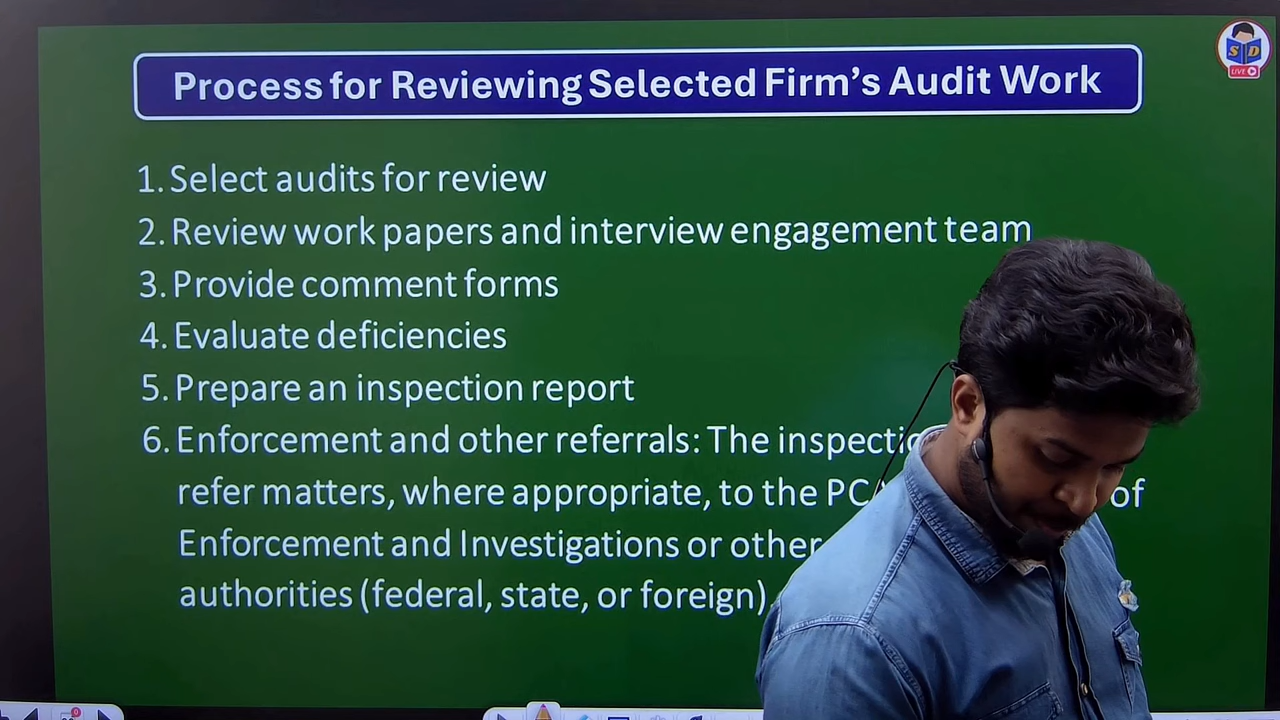 Process for Reviewing Selected Firm's Audit Work
S D
LIVE
1. Select audits for review
2. Review work papers and interview engagement team
3. Provide comment forms
4. Evaluate deficiencies
5. Prepare an inspection report
6. Enforcement and other referrals: The
refer matters, where appropriate, to the of
Enforcement and Investigations or other
authorities (federal, state, or foreign)